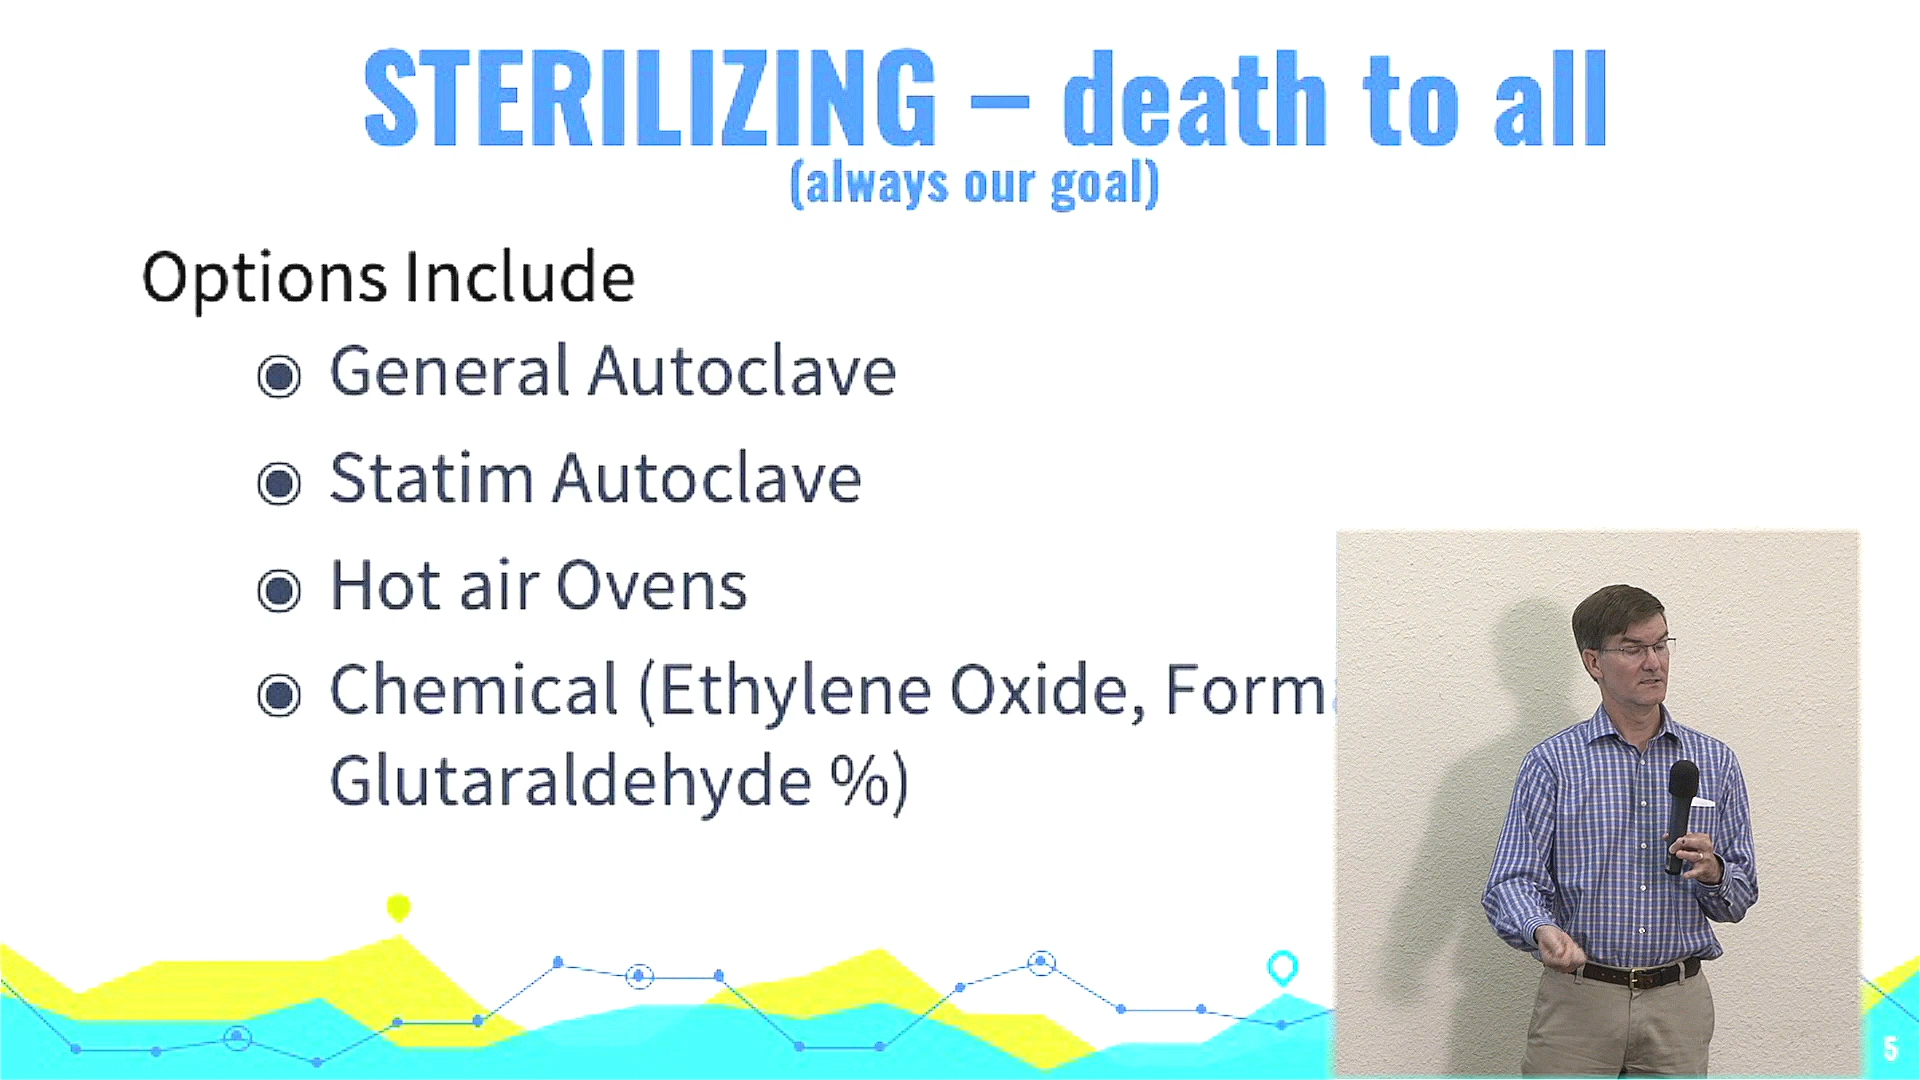 STERILIZING – death to all
(always our goal)
Options Include
General Autoclave
Statim Autoclave
Hot air Ovens
Chemical (Ethylene Oxide,
Glutaraldehyde %)
5